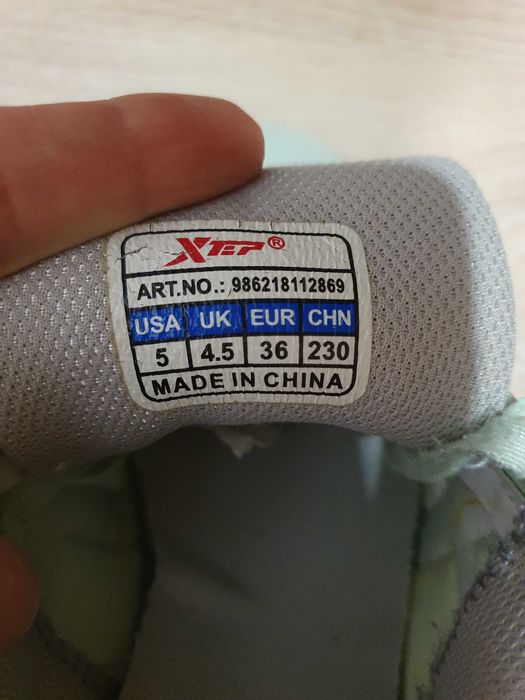 XTEP®
ART.NO.: 986218112869
USA UK EUR CHN
5 4.5 36 230
MADE IN CHINA